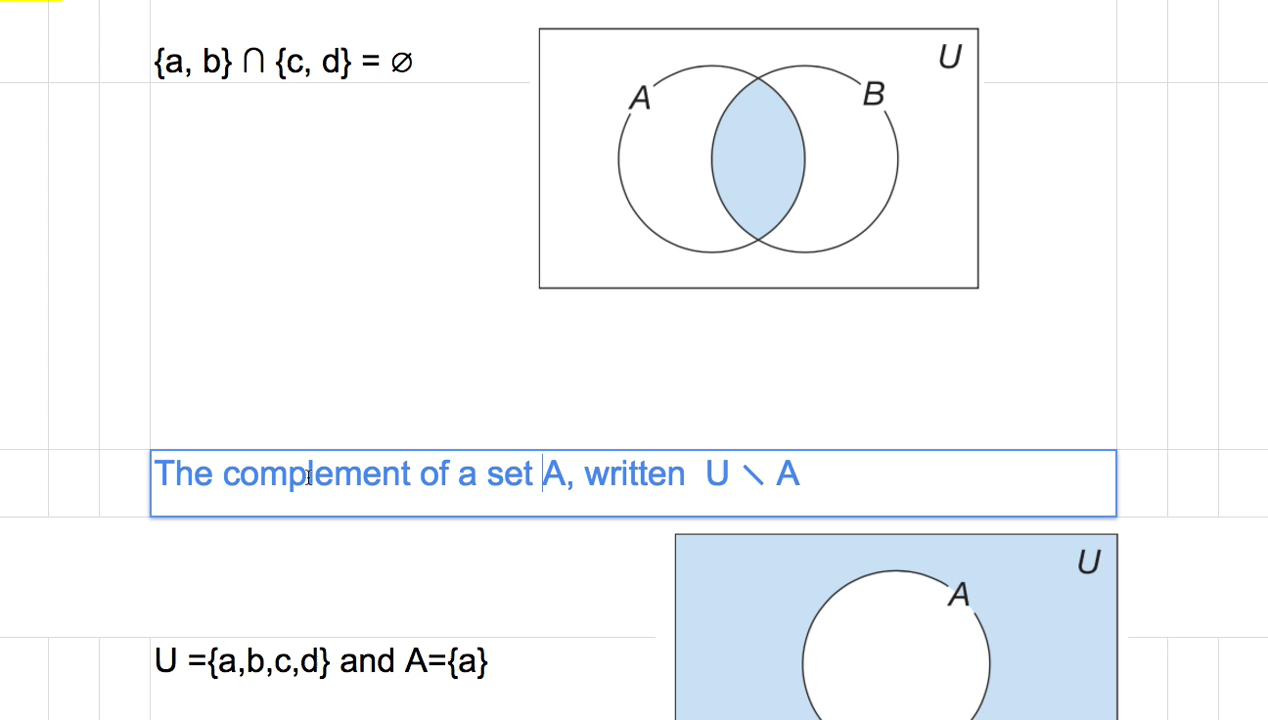 {a, b} ∩ {c, d} = ∅
U
A
B
The complement of a set A, written  U ∖ A
U
A
U ={a,b,c,d} and A={a}